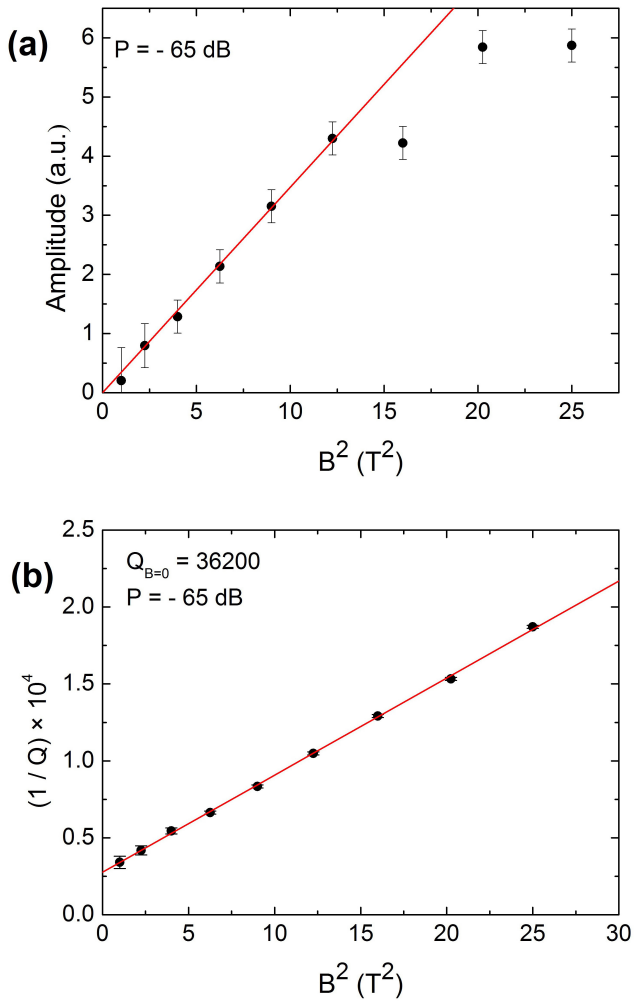 (a)
P = - 65 dB
Amplitude (a.u.)
6
5
4
3
2
1
0
0 5 10 15 20 25
B² (T²)
(b)
Q_B=0 = 36200
P = - 65 dB
(1 / Q) × 10⁴
2.5
2.0
1.5
1.0
0.5
0.0
0 5 10 15 20 25 30
B² (T²)